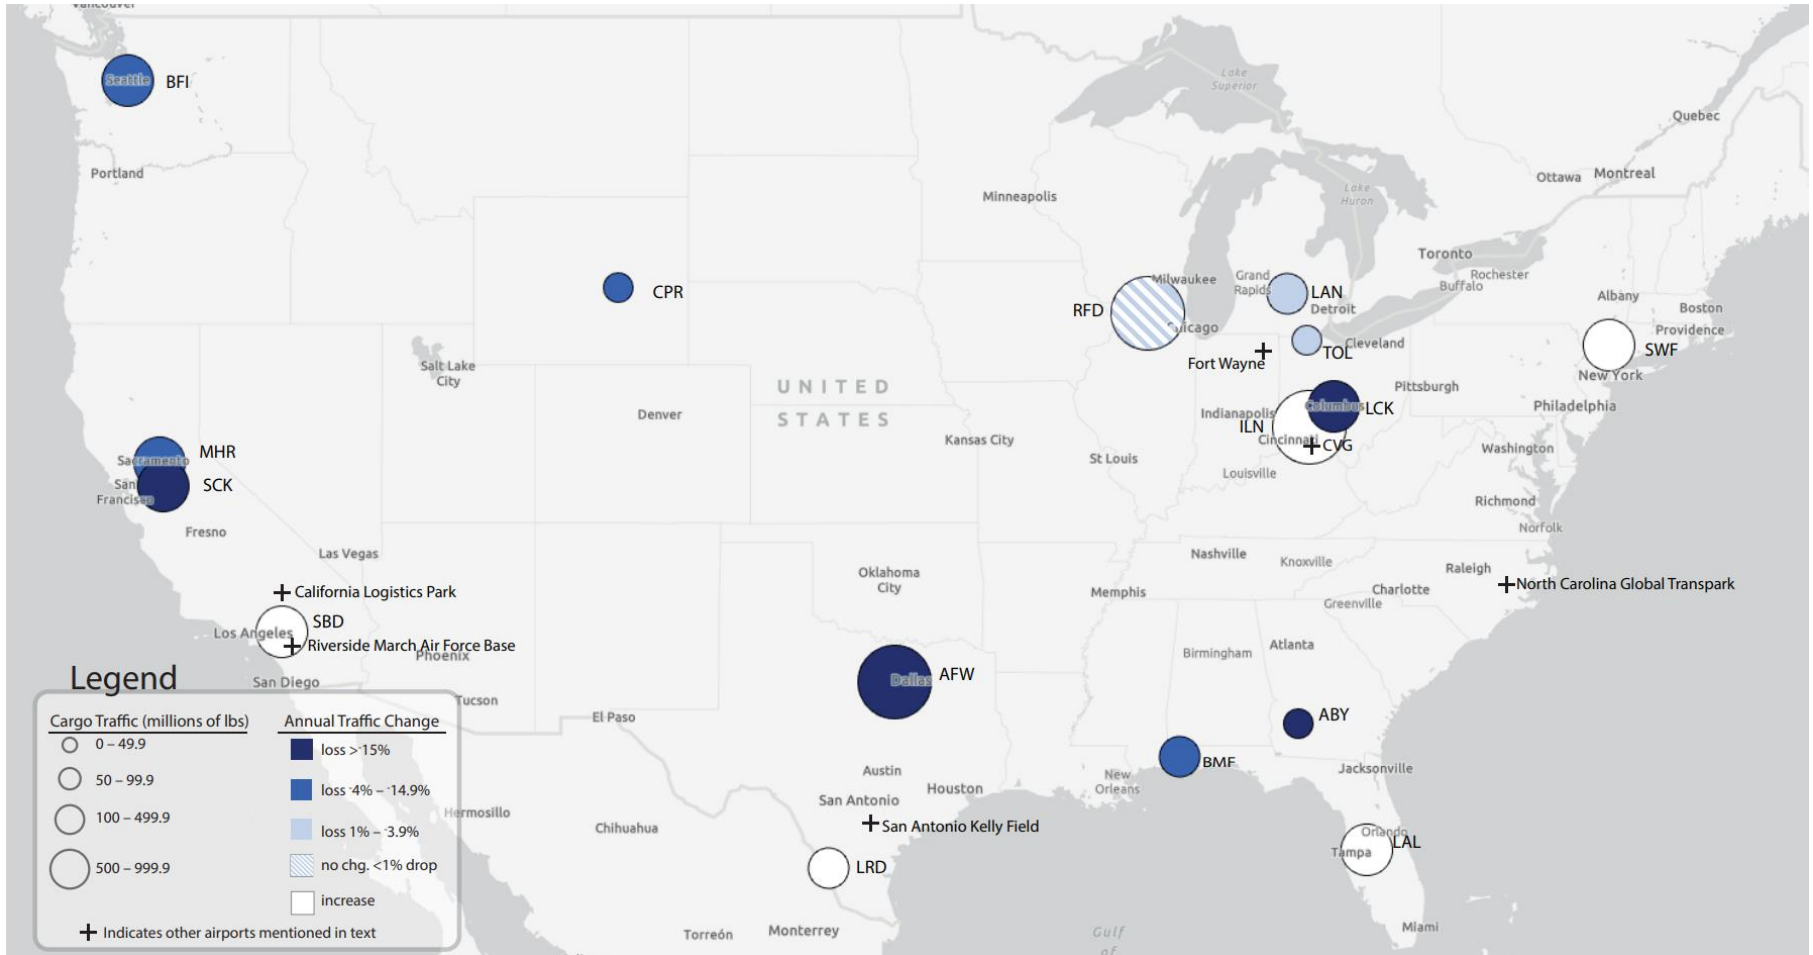 Vancouver
Seattle
BFI
Portland
Lake
Superior
Quebec
Ottawa
Montreal
Minneapolis
Lake
Huron
Toronto
Rochester
Buffalo
CPR
RFD
Milwaukee
Chicago
Grand
Rapids
LAN
Detroit
Albany
Boston
Providence
SWF
New York
Salt Lake
City
Fort Wayne
TOL
Cleveland
UNITED
STATES
Denver
Pittsburgh
Philadelphia
Indianapolis
Columbus
LCK
ILN
Cincinnati
CVG
Kansas City
St Louis
Louisville
Washington
MHR
Sacramento
SCK
San
Francisco
Fresno
Richmond
Norfolk
Las Vegas
Nashville
Knoxville
Raleigh
North Carolina Global Transpark
Oklahoma
City
Memphis
Charlotte
Greenville
California Logistics Park
SBD
Los Angeles
Riverside March Air Force Base
Phoenix
San Diego
Tucson
Birmingham
Atlanta
Dallas
AFW
El Paso
ABY
BMF
Jacksonville
Austin
New
Orleans
Houston
San Antonio
San Antonio Kelly Field
Hermosillo
Chihuahua
LRD
Orlando
Tampa
LAL
Miami
Torreón
Monterrey
Gulf
of
Legend
Cargo Traffic (millions of lbs)
0 – 49.9
50 – 99.9
100 – 499.9
500 – 999.9
Annual Traffic Change
loss >-15%
loss -4% – -14.9%
loss 1% – -3.9%
no chg. <1% drop
increase
Indicates other airports mentioned in text